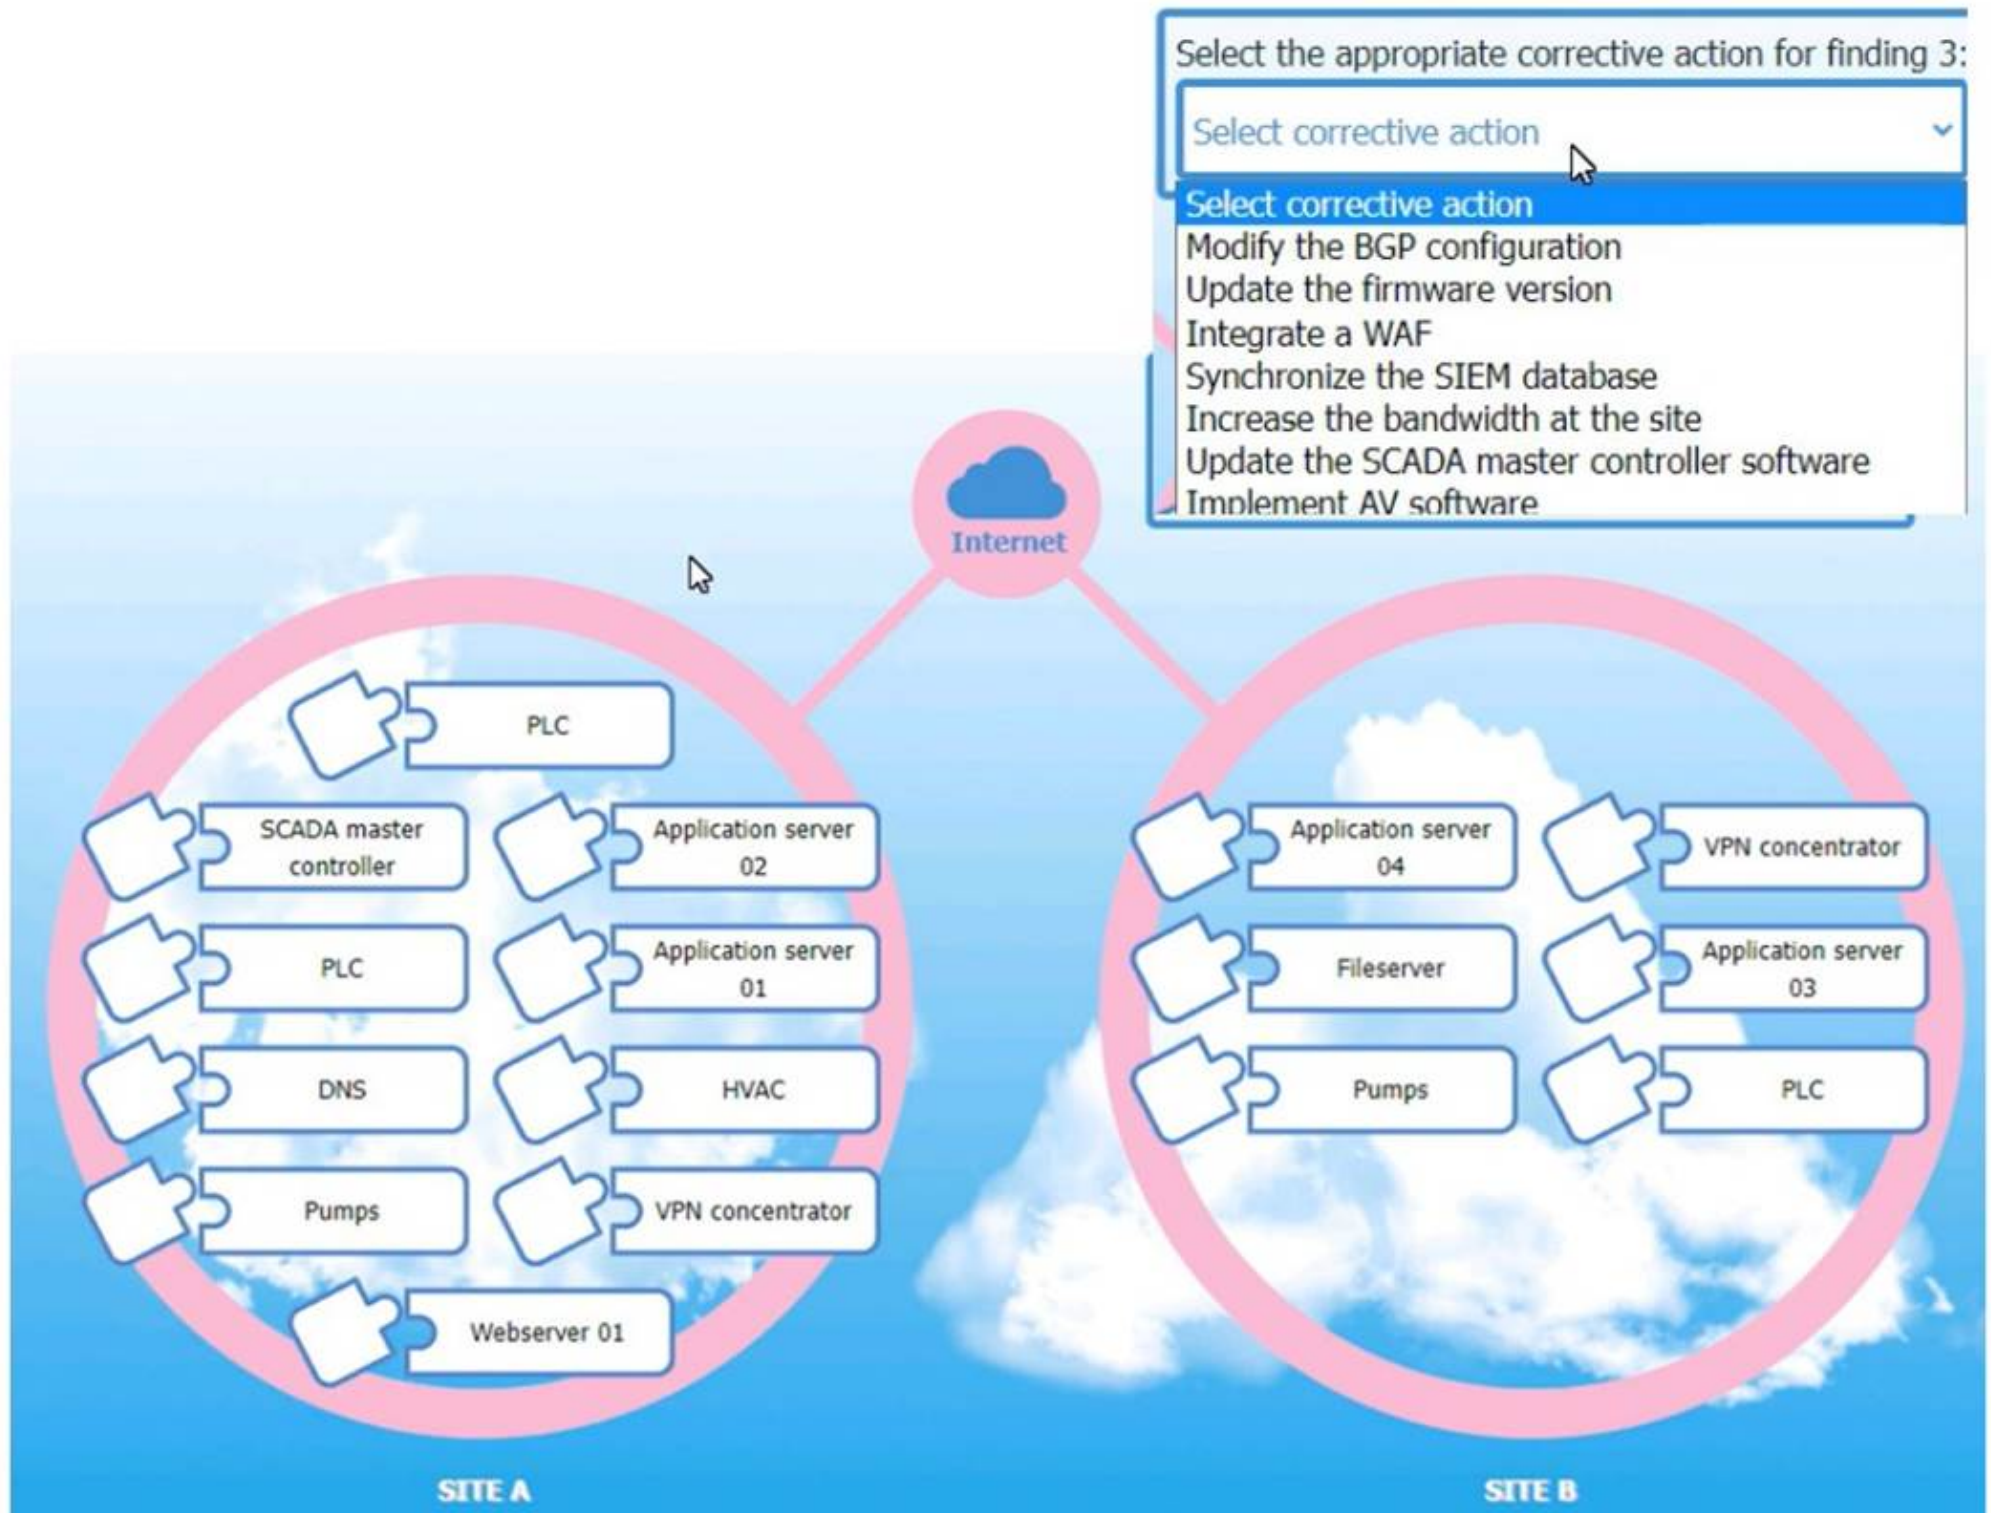 Select the appropriate corrective action for finding 3:
Select corrective action
Select corrective action
Modify the BGP configuration
Update the firmware version
Integrate a WAF
Synchronize the SIEM database
Increase the bandwidth at the site
Update the SCADA master controller software
Implement AV software
Internet
PLC
SCADA master
controller
Application server
02
PLC
Application server
01
DNS
HVAC
Pumps
VPN concentrator
Webserver 01
SITE A
Application server
04
VPN concentrator
Fileserver
Application server
03
Pumps
PLC
SITE B